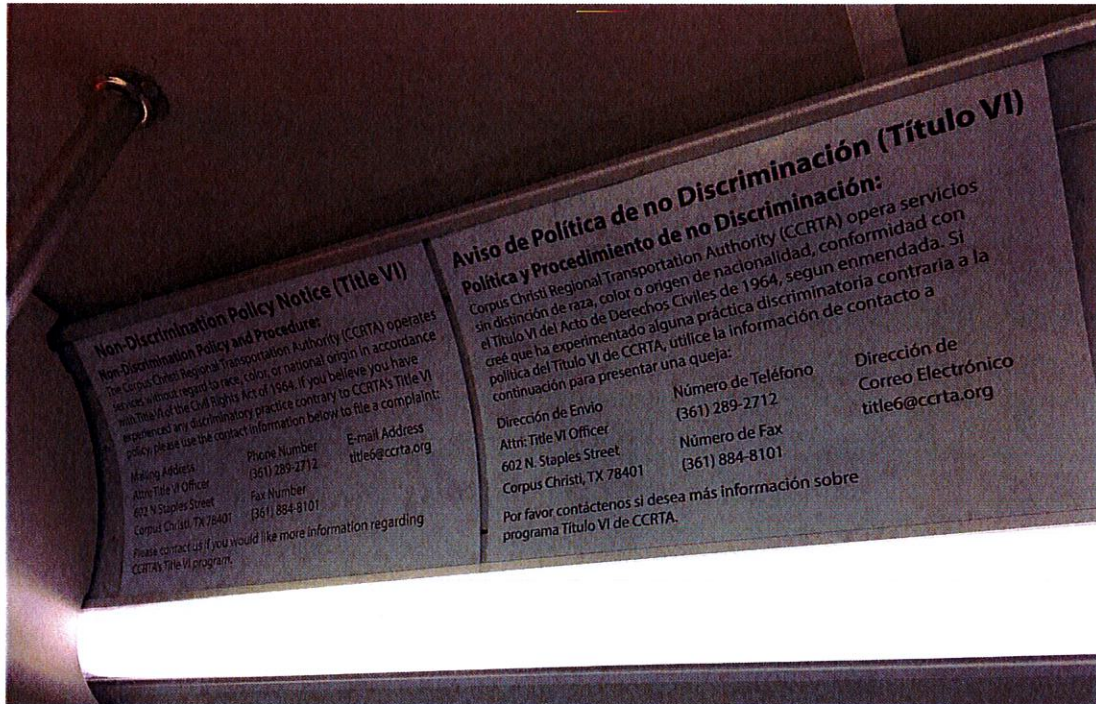 Non-Discrimination Policy Notice (Title VI)
Non-Discrimination Policy and Procedure:
The Corpus Christi Regional Transportation Authority (CCRTA) operates
services without regard to race, color, or national origin in accordance
with Title VI of the Civil Rights Act of 1964. If you believe you have
experienced any discriminatory practice contrary to CCRTA's Title VI
policy, please use the contact information below to file a complaint:
Mailing Address
Attn: Title VI Officer
602 N. Staples Street
Corpus Christi, TX 78401
Phone Number
(361) 289-2712
Fax Number
(361) 884-8101
E-mail Address
title6@ccrta.org
Please contact us if you would like more information regarding
CCRTA's Title VI program.
Aviso de Política de no Discriminación (Título VI)
Política y Procedimiento de no Discriminación:
Corpus Christi Regional Transportation Authority (CCRTA) opera servicios
sin distinción de raza, color o origen de nacionalidad, conformidad con
el Título VI del Acto de Derechos Civiles de 1964, segun enmendada. Si
creé que ha experimentado alguna práctica discriminatoria contraria a la
política del Título VI de CCRTA, útilice la información de contacto a
continuación para presentar una queja:
Dirección de Envio
Attn: Title VI Officer
602 N. Staples Street
Corpus Christi, TX 78401
Número de Teléfono
(361) 289-2712
Número de Fax
(361) 884-8101
Dirección de
Correo Electrónico
title6@ccrta.org
Por favor contáctenos si desea más información sobre
programa Título VI de CCRTA.